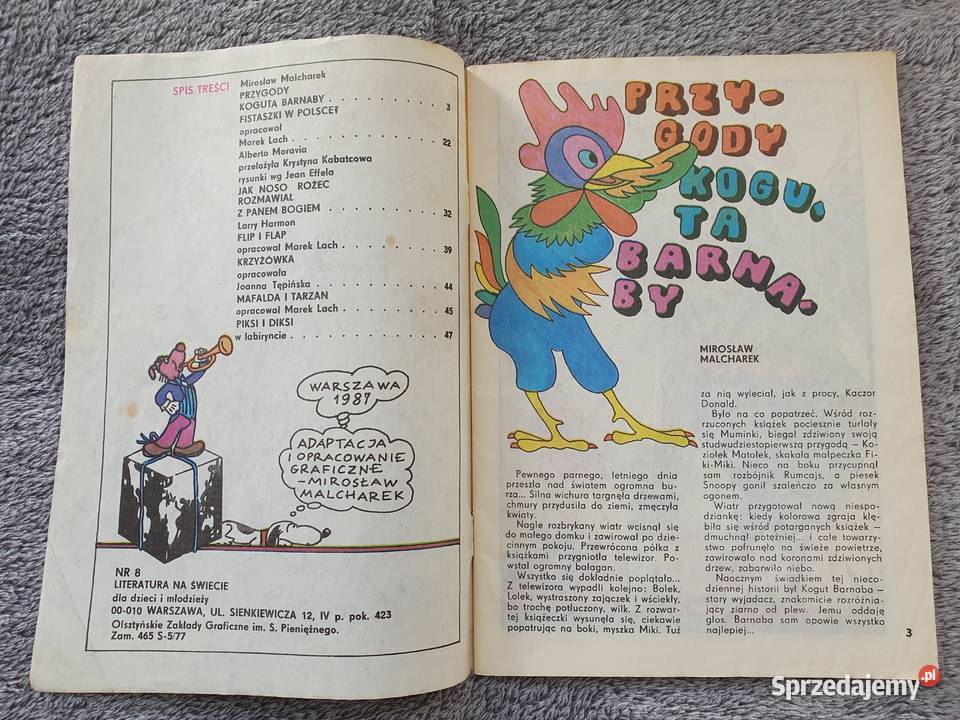 SPIS TREŚCI
Mirosław Malcharek
PRZYGODY
KOGUTA BARNABY . . . . . . . . . 3
FISTASZKI W POLSCE?
opracował
Marek Lach . . . . . . . . . . . . 22
Alberto Moravia
przełożyła Krystyna Kabatcowa
rysunki wg Jean Effela
JAK NOSO ROŻEC
ROZMAWIAŁ
Z PANEM BOGIEM . . . . . . . . . 32
Larry Harmon
FLIP I FLAP
opracował Marek Lach . . . . . . . 39
KRZYŻÓWKA
opracowała
Joanna Tępińska . . . . . . . . . 44
MAFALDA I TARZAN
opracował Marek Lach . . . . . . . 45
PIKSI I DIKSI
w labiryncie . . . . . . . . . . . 47
WARSZAWA
1987
ADAPTACJA
I OPRACOWANIE
GRAFICZNE
–MIROSŁAW
MALCHAREK
NR 8
LITERATURA NA ŚWIECIE
dla dzieci i młodzieży
00-010 WARSZAWA, UL. SIENKIEWICZA 12, IV p. pok. 423
Olsztyńskie Zakłady Graficzne im. S. Pieniężnego.
Zam. 465 S-5/77
PRZY-
GODY
KOGU-
TA
BARNA-
BY
MIROSŁAW
MALCHAREK
Pewnego parnego, letniego dnia
przeszła nad światem ogromna bu-
rza... Silna wichura targnęła drzewami,
chmury przydusiła do ziemi, zmęczyła
kwiaty.
Nagle rozbrykany wiatr wcisnął się
do małego domku i zawirował po dzie-
cinnym pokoju. Przewrócona półka z
książkami przygniotła telewizor. Po-
wstał ogromny bałagan.
Wszystko się dokładnie poplątało...
Z telewizora wypadli kolejno: Bolek,
Lolek, wystraszony zajączek i wściekły,
bo trochę potłuczony, wilk. Z rozwar-
tej książeczki wysunęła się, ciekawie
popatrując na boki, myszka Miki. Tuż
za nią wyleciał, jak z procy, Kaczor
Donald.
Było na co popatrzeć. Wśród roz-
rzuconych książek pociesznie turlały
się Muminki, biegał zdziwiony swoją
studwudziestopierwszą przygodą – Ko-
ziołek Matołek, skakała małpeczka Fi-
ki-Miki. Nieco na boku przycupnął
sam rozbójnik Rumcajs, a piesek
Snoopy gonił szaleńczo za własnym
ogonem.
Wiatr przygotował nową niespo-
dziankę: kiedy kolorowa zgraja kłę-
biła się wśród potarganych książek –
dmuchnął potężniej... i całe towarzy-
stwo pofrunęło na świeże powietrze,
zawirowało nad koronami zdziwionych
drzew, zabarwiło niebo.
Naocznym świadkiem tej nieco-
dziennej historii był Kogut Barnaba –
stary wyjadacz, znakomicie rozróżnia-
jący ziarno od plew. Jemu oddaję
głos. Barnaba sam opowie wszystko
najlepiej...
3
Sprzedajemy.pl